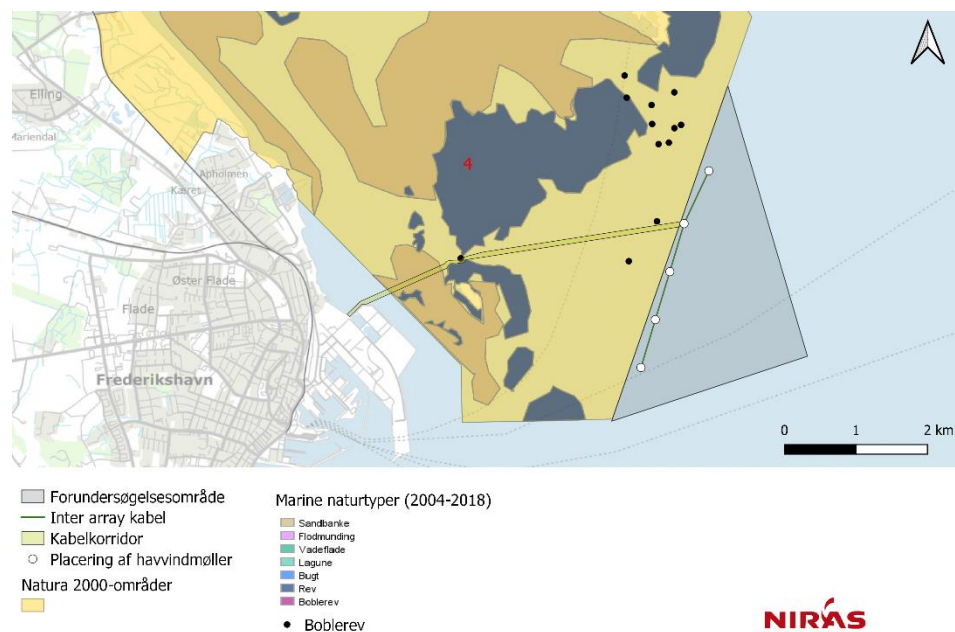 Elling
Mariendal
Apholmen
Kæret
4
Øster Flade
Flade
Frederikshavn
0 1 2 km
Forundersøgelsesområde
Inter array kabel
Kabelkorridor
Placering af havvindmøller
Natura 2000-områder
Marine naturtyper (2004-2018)
Sandbanke
Flodmunding
Vadeflade
Lagune
Bugt
Rev
Boblerev
Boblerev
NIRAS